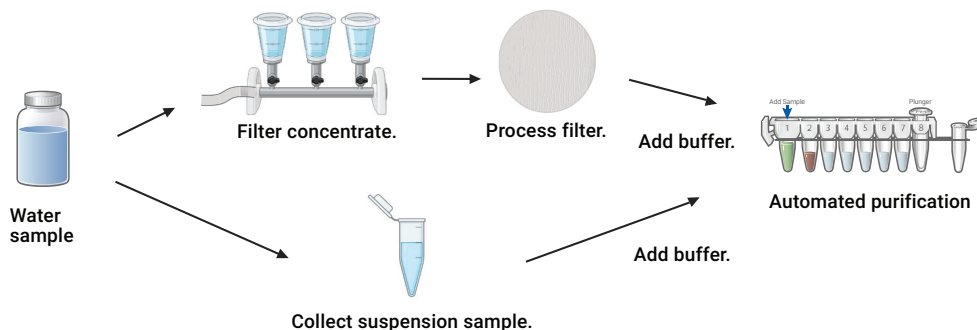 Water
sample
Filter concentrate.
Process filter.
Add buffer.
Add Sample
Plunger
1 2 3 4 5 6 7 8
Automated purification
Collect suspension sample.
Add buffer.